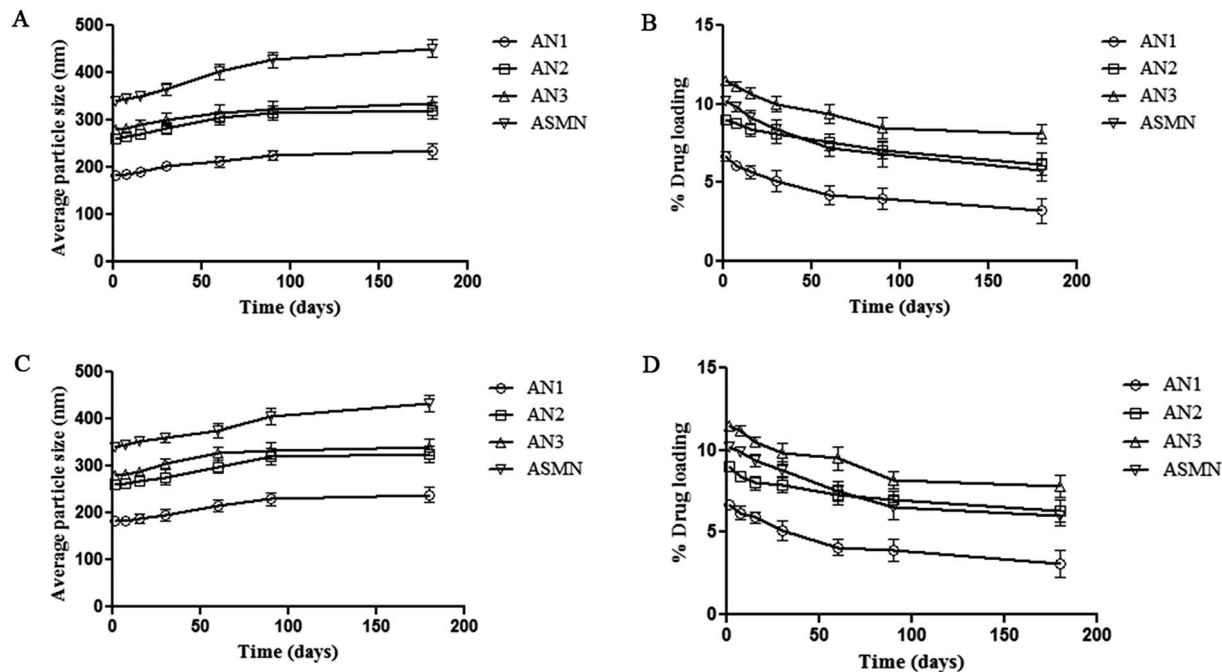 A
Average particle size (nm)
500
400
300
200
100
0
0 50 100 150 200
Time (days)
AN1
AN2
AN3
ASMN
B
% Drug loading
15
10
5
0
0 50 100 150 200
Time (days)
AN1
AN2
AN3
ASMN
C
Average particle size (nm)
500
400
300
200
100
0
0 50 100 150 200
Time (days)
AN1
AN2
AN3
ASMN
D
% Drug loading
15
10
5
0
0 50 100 150 200
Time (days)
AN1
AN2
AN3
ASMN